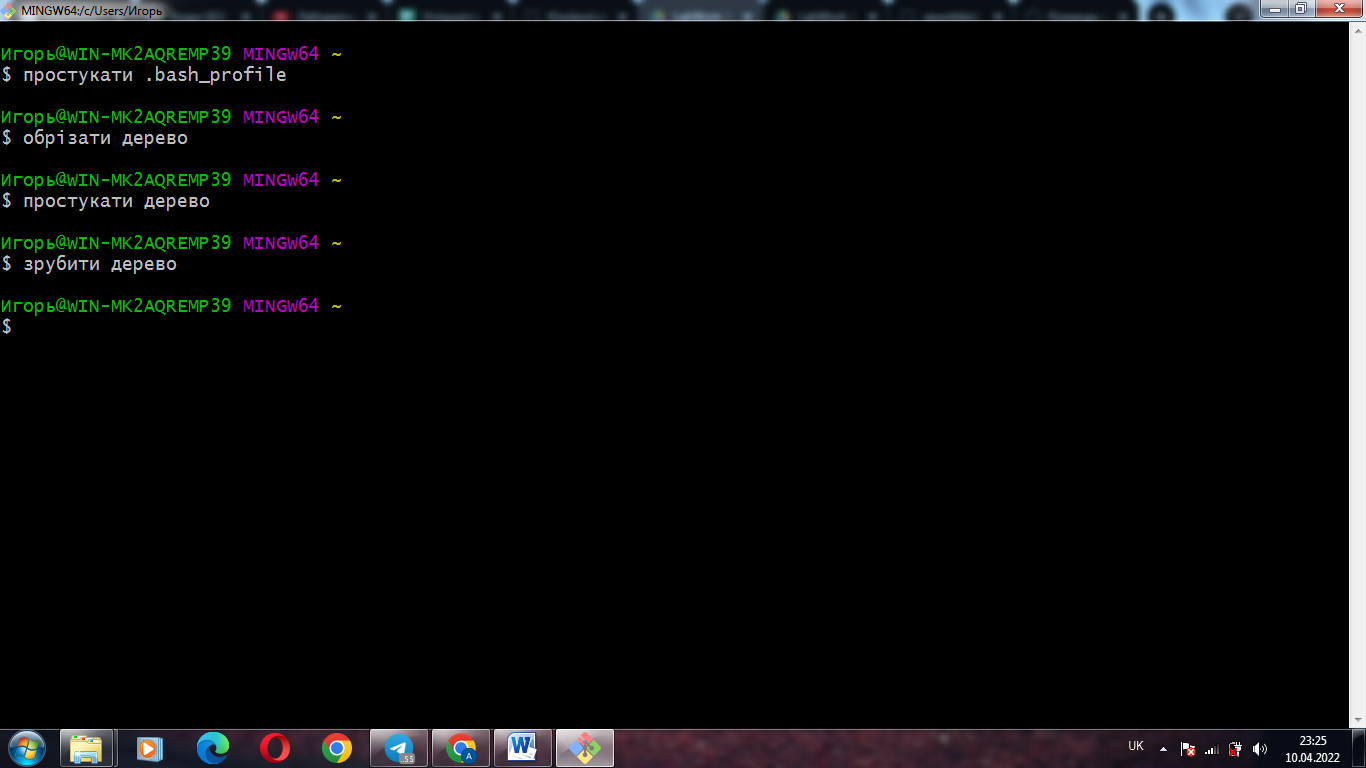 MINGW64:/c/Users/Игорь
Игорь@WIN-MK2AQREMP39 MINGW64 ~
$ простукати .bash_profile
Игорь@WIN-MK2AQREMP39 MINGW64 ~
$ обрізати дерево
Игорь@WIN-MK2AQREMP39 MINGW64 ~
$ простукати дерево
Игорь@WIN-MK2AQREMP39 MINGW64 ~
$ зрубити дерево
Игорь@WIN-MK2AQREMP39 MINGW64 ~
$
55
A
W
UK
23:25
10.04.2022